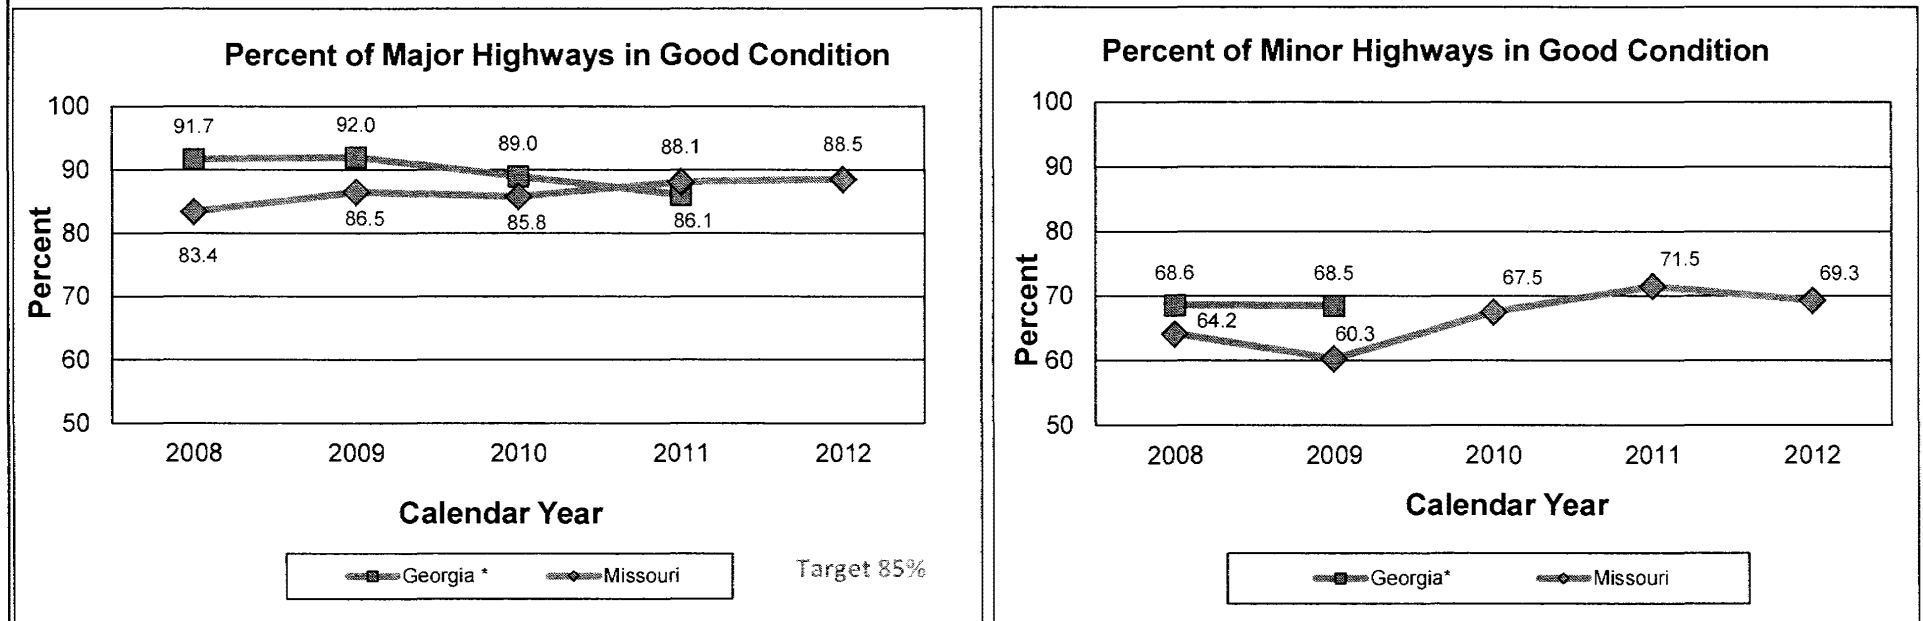 Percent of Major Highways in Good Condition
100
90
80
70
60
50
Percent
91.7
92.0
89.0
88.1
88.5
83.4
86.5
85.8
86.1
2008 2009 2010 2011 2012
Calendar Year
Georgia * Missouri
Target 85%
Percent of Minor Highways in Good Condition
100
90
80
70
60
50
Percent
68.6
68.5
67.5
71.5
69.3
64.2
60.3
2008 2009 2010 2011 2012
Calendar Year
Georgia* Missouri